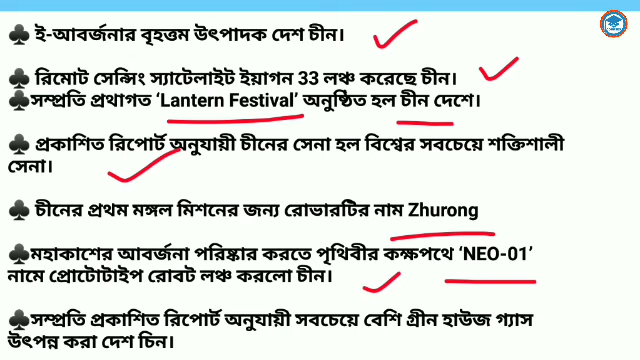 ♣ ই-আবর্জনার বৃহত্তম উৎপাদক দেশ চীন।
♣ রিমোট সেন্সিং স্যাটেলাইট ইয়াগন 33 লঞ্চ করেছে চীন।
♣সম্প্রতি প্রথাগত ‘Lantern Festival’ অনুষ্ঠিত হল চীন দেশে।
♣ প্রকাশিত রিপোর্ট অনুযায়ী চীনের সেনা হল বিশ্বের সবচেয়ে শক্তিশালী
সেনা।
♣ চীনের প্রথম মঙ্গল মিশনের জন্য রোভারটির নাম Zhurong
♣মহাকাশের আবর্জনা পরিষ্কার করতে পৃথিবীর কক্ষপথে ‘NEO-01’
নামে প্রোটোটাইপ রোবট লঞ্চ করলো চীন।
♣সম্প্রতি প্রকাশিত রিপোর্ট অনুযায়ী সবচেয়ে বেশি গ্রীন হাউজ গ্যাস
উৎপন্ন করা দেশ চিন।